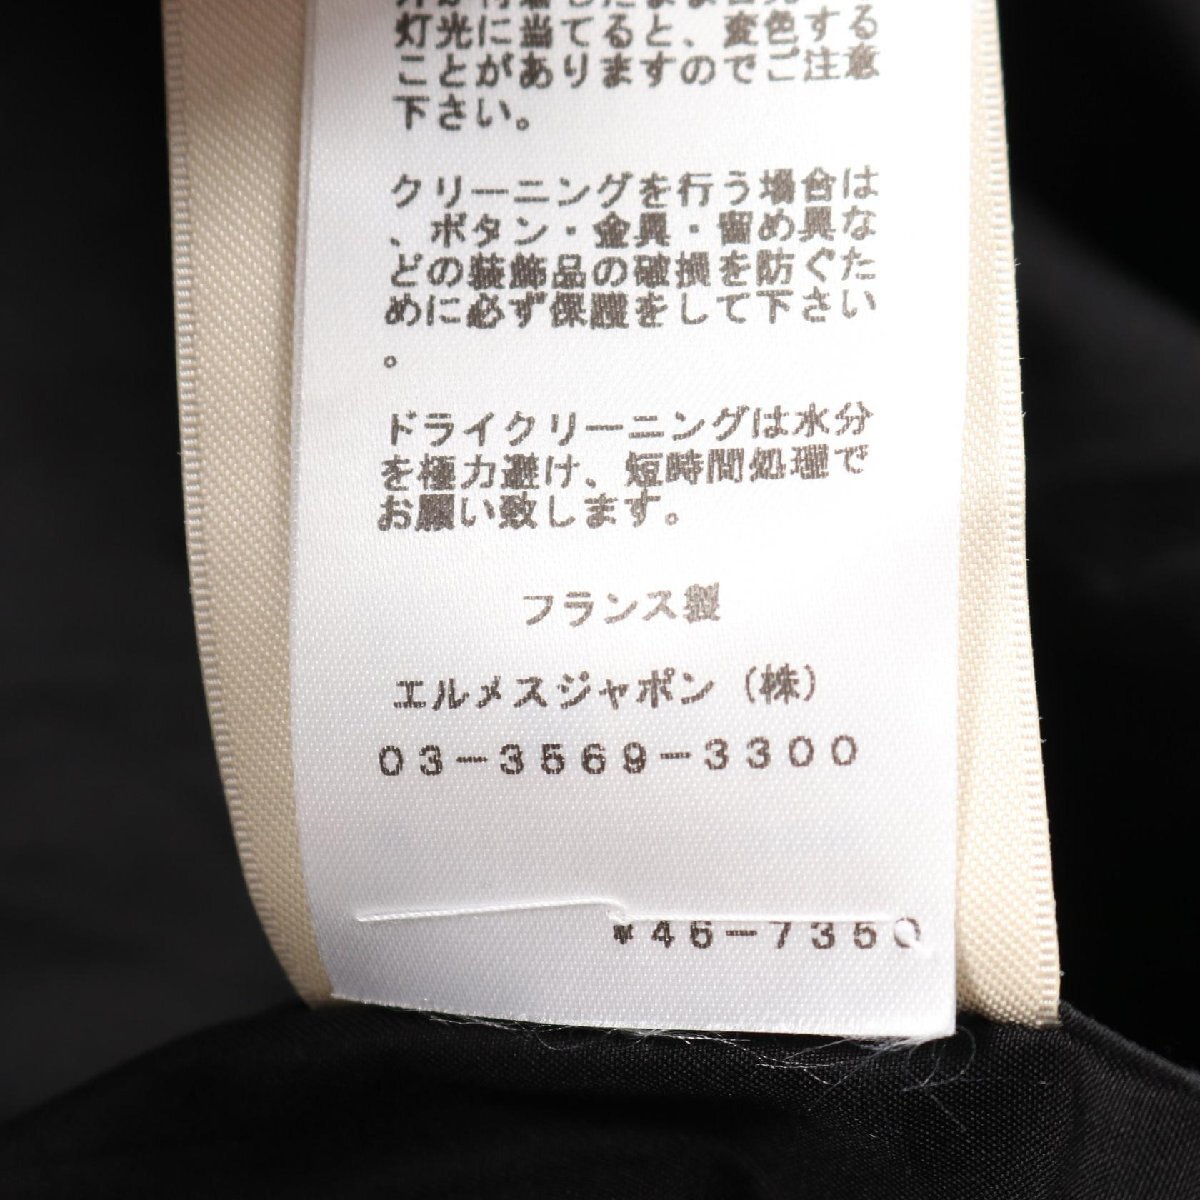 灯光に当てると、変色する
ことがありますのでご注意
下さい。
クリーニングを行う場合は
、ボタン・金具・留め具な
どの装飾品の破損を防ぐた
めに必ず保護をして下さい
。
ドライクリーニングは水分
を極力避け、短時間処理で
お願い致します。
フランス製
エルメスジャポン（株）
03-3569-3300
46-7350